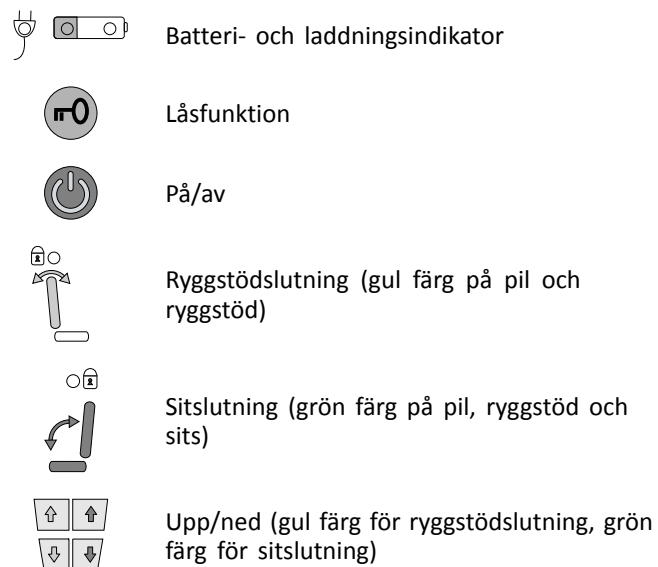 Batteri- och laddningsindikator
Låsfunktion
På/av
Ryggstödslutning (gul färg på pil och
ryggstöd)
Sitslutning (grön färg på pil, ryggstöd och
sits)
Upp/ned (gul färg för ryggstödslutning, grön
färg för sitslutning)